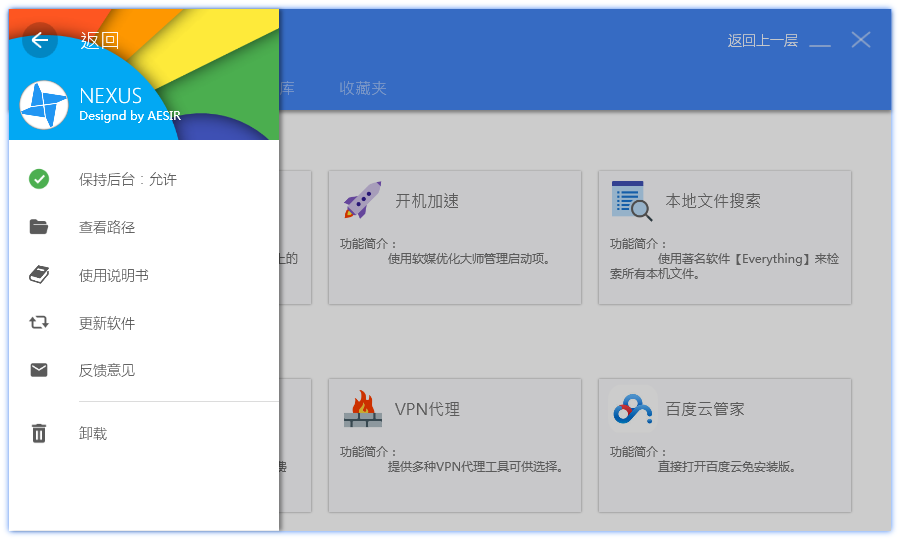 返回
NEXUS
Designd by AESIR
返回上一层
库
收藏夹
保持后台：允许
查看路径
使用说明书
更新软件
反馈意见
卸载
上的
开机加速
功能简介：
使用软媒优化大师管理启动项。
本地文件搜索
功能简介：
使用著名软件【Everything】来检
索所有本机文件。
VPN代理
功能简介：
提供多种VPN代理工具可供选择。
百度云管家
功能简介：
直接打开百度云免安装版。